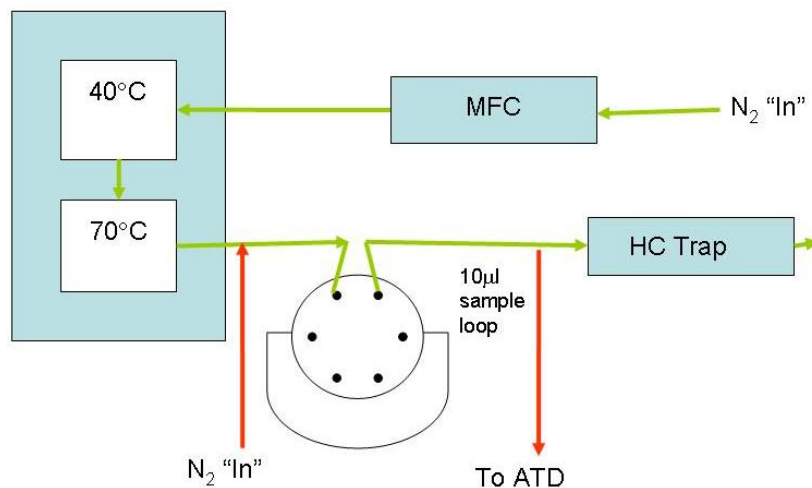 40°C
MFC
N₂ “In”
70°C
HC Trap
10μl
sample
loop
N₂ “In”
To ATD